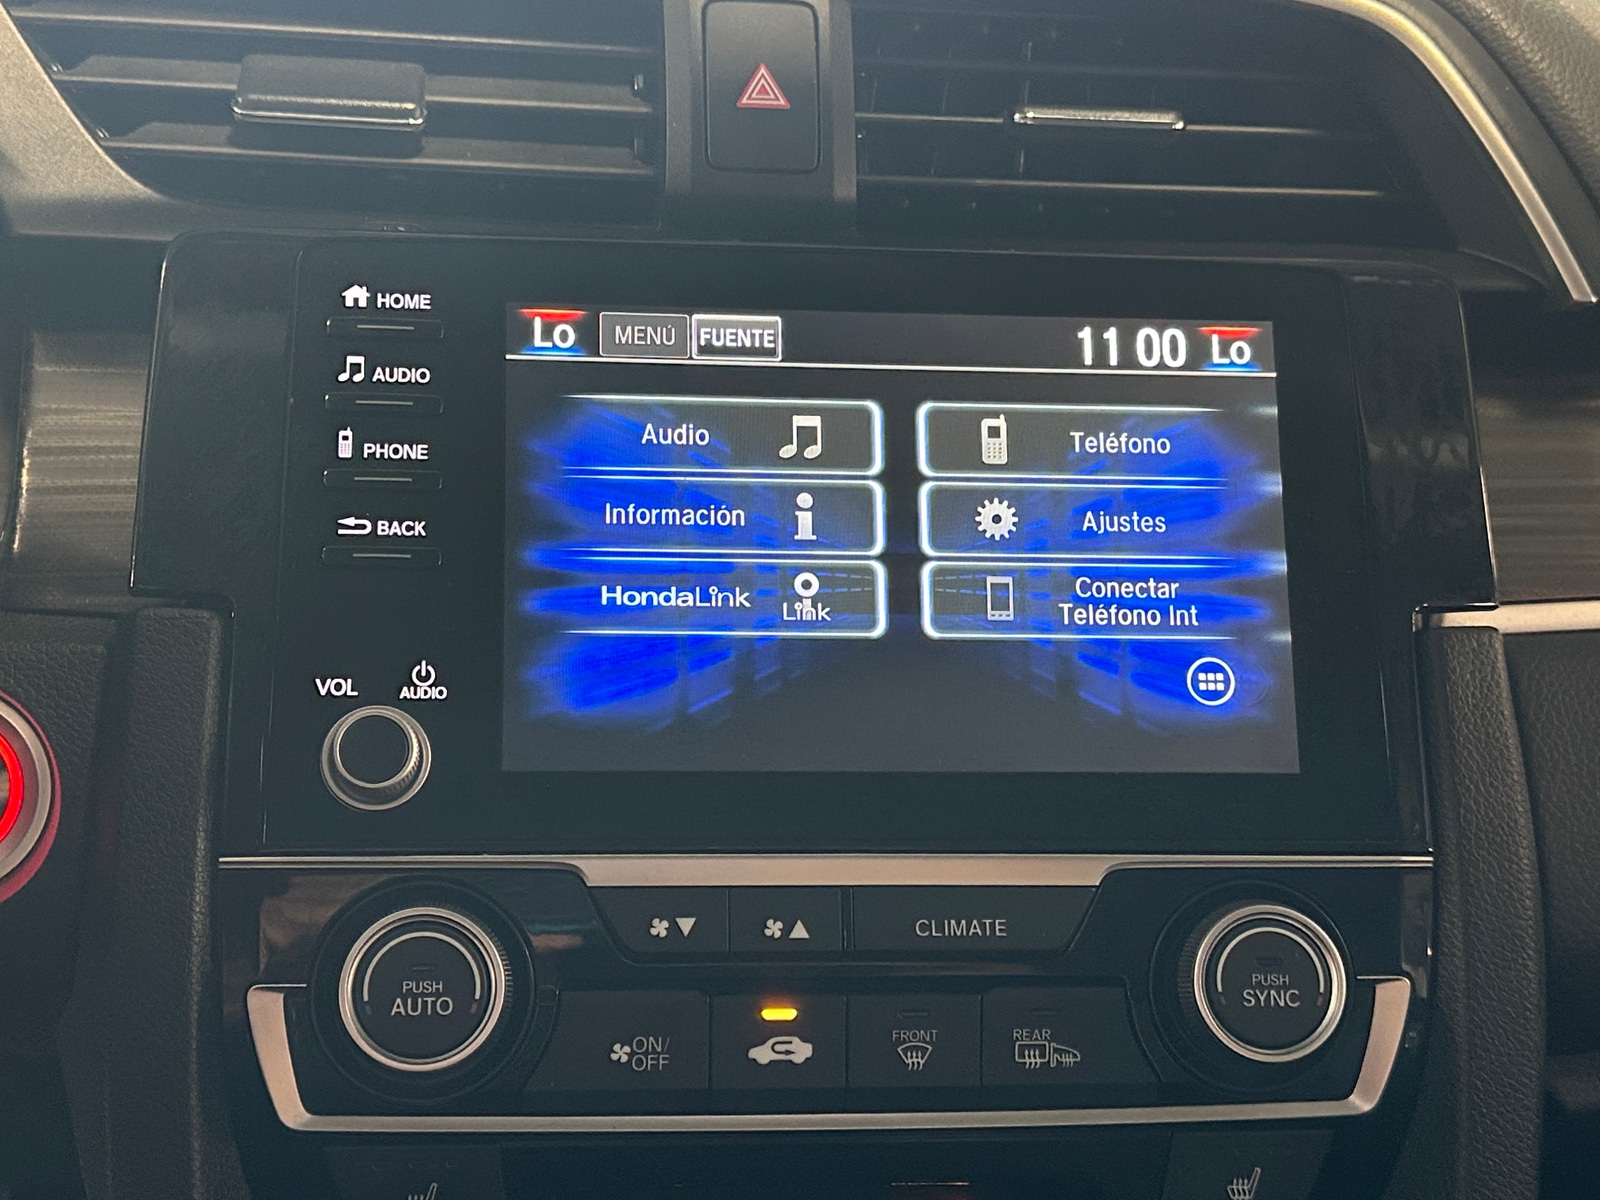 HOME
AUDIO
PHONE
BACK
VOL
AUDIO
Lo MENÚ FUENTE 11 00 Lo
Audio
Teléfono
Información
Ajustes
HondaLink
Link
Conectar
Teléfono Int
CLIMATE
PUSH
AUTO
ON/
OFF
FRONT
REAR
PUSH
SYNC